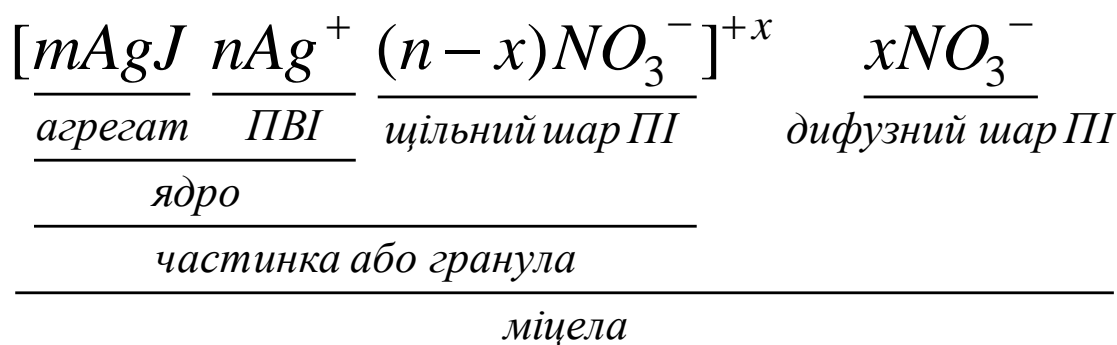 [mAgJ nAg⁺ (n − x)NO₃⁻]⁺ˣ xNO₃⁻
агрегат ПВІ щільний шар ПІ дифузний шар ПІ
ядро
частинка або гранула
міцела